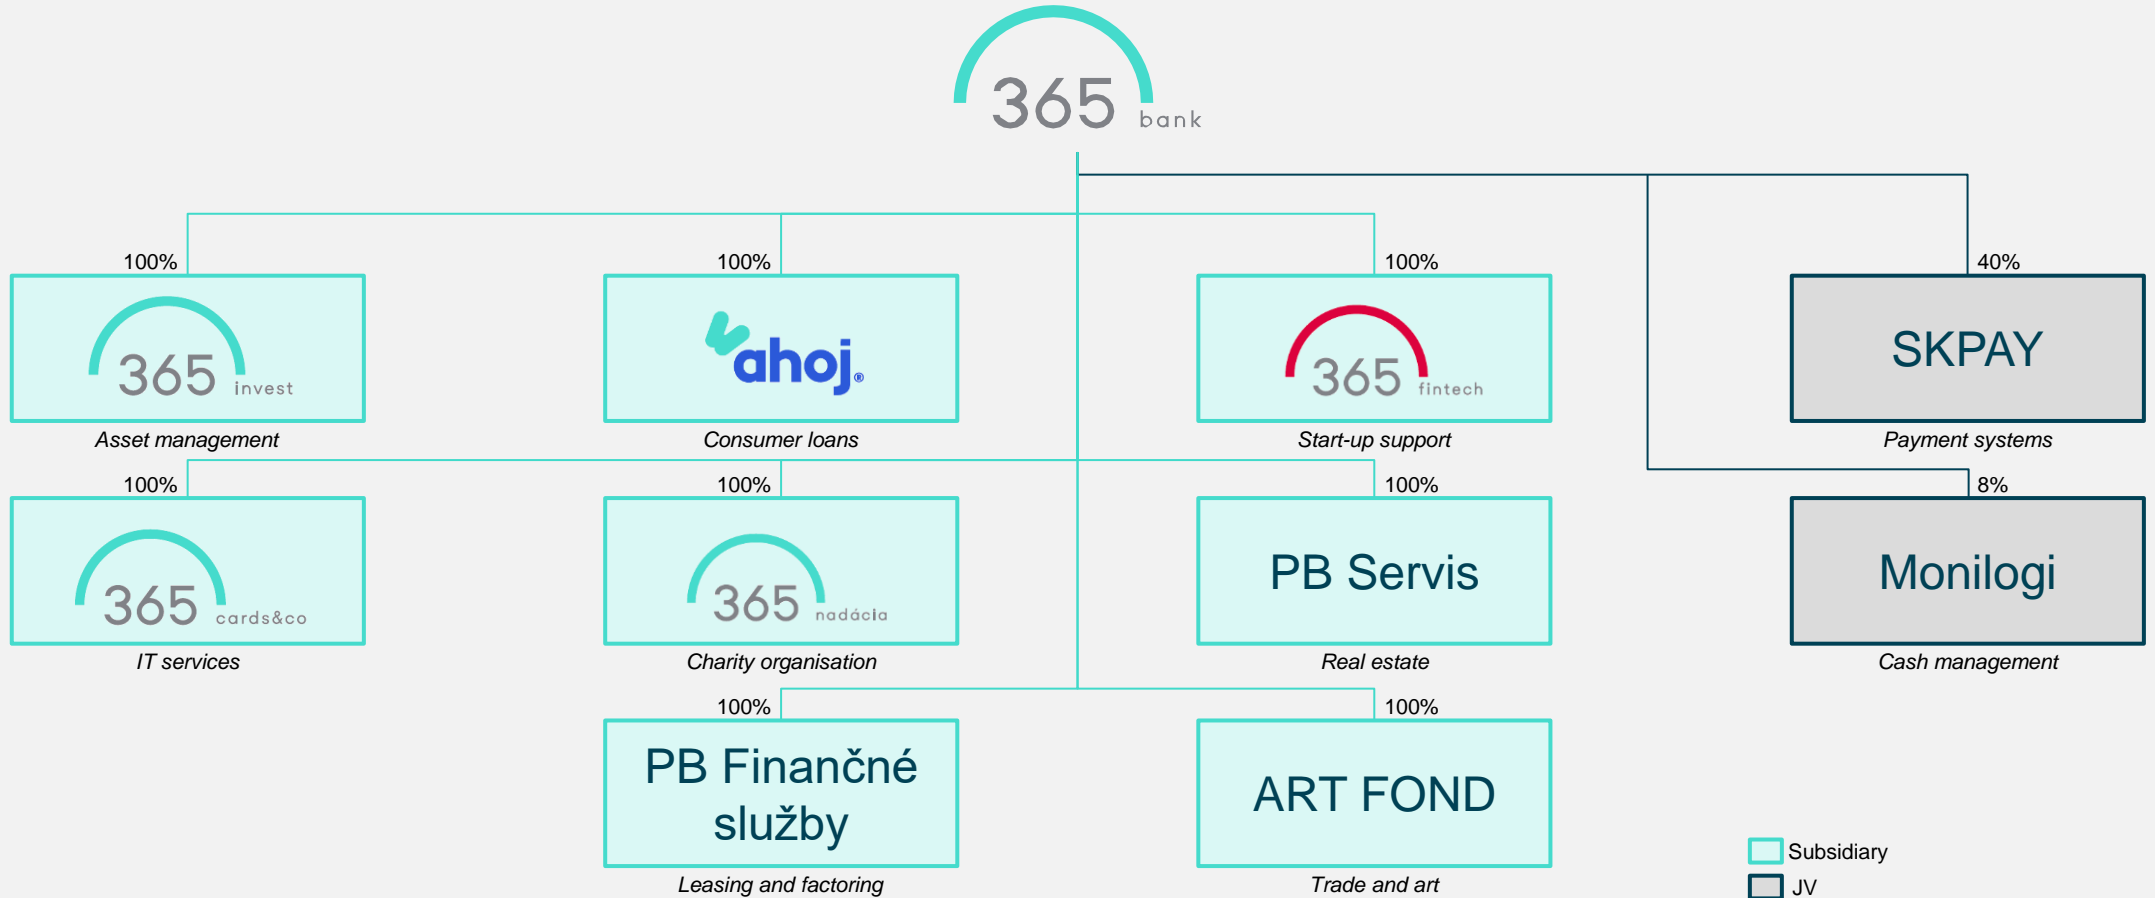 365 bank
100%
100%
100%
40%
365 invest
ahoj.®
365 fintech
SKPAY
Asset management
Consumer loans
Start-up support
Payment systems
100%
100%
100%
8%
365 cards&co
365 nadácia
PB Servis
Monilogi
IT services
Charity organisation
Real estate
Cash management
100%
100%
PB Finančné
služby
ART FOND
Leasing and factoring
Trade and art
Subsidiary
JV